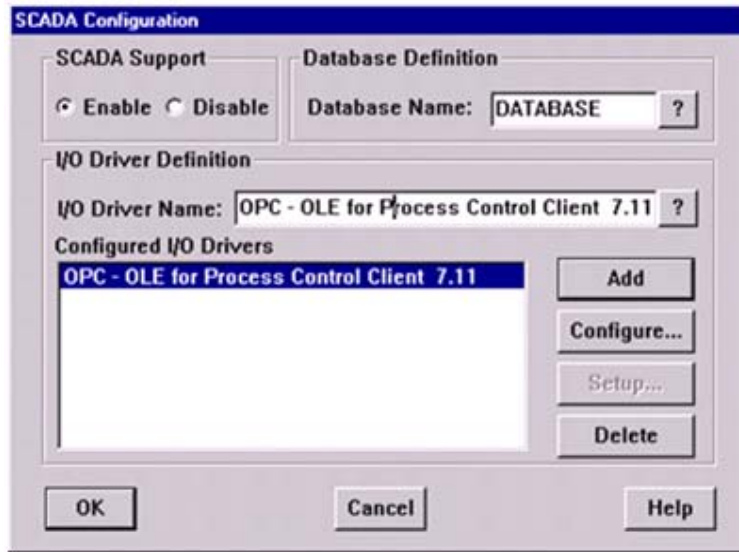 SCADA Configuration
SCADA Support
Enable Disable
Database Definition
Database Name: DATABASE ?
I/O Driver Definition
I/O Driver Name: OPC - OLE for Process Control Client 7.11 ?
Configured I/O Drivers
OPC - OLE for Process Control Client 7.11
Add
Configure...
Setup...
Delete
OK Cancel Help